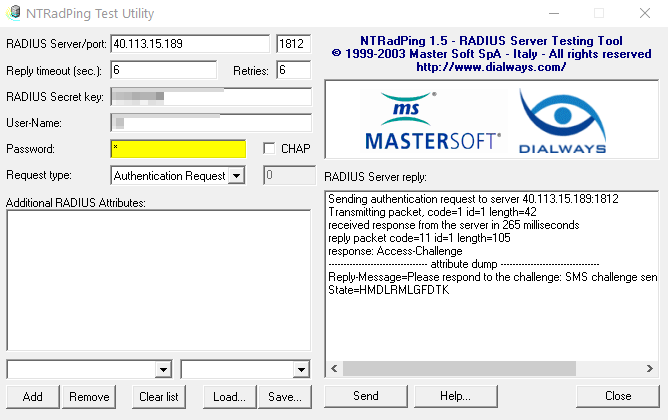 NTRadPing Test Utility
RADIUS Server/port: 40.113.15.189 1812
Reply timeout (sec.): 6 Retries: 6
RADIUS Secret key:
User-Name:
Password: * CHAP
Request type: Authentication Request 0
Additional RADIUS Attributes:
Add Remove Clear list Load... Save...
NTRadPing 1.5 - RADIUS Server Testing Tool
© 1999-2003 Master Soft SpA - Italy - All rights reserved
http://www.dialways.com/
ms
MASTERSOFT®
DIALWAYS
RADIUS Server reply:
Sending authentication request to server 40.113.15.189:1812
Transmitting packet, code=1 id=1 length=42
received response from the server in 265 milliseconds
reply packet code=11 id=1 length=105
response: Access-Challenge
-------------------------------- attribute dump --------------------------------
Reply-Message=Please respond to the challenge: SMS challenge sen
State=HMDLRMLGFDTK
Send Help... Close